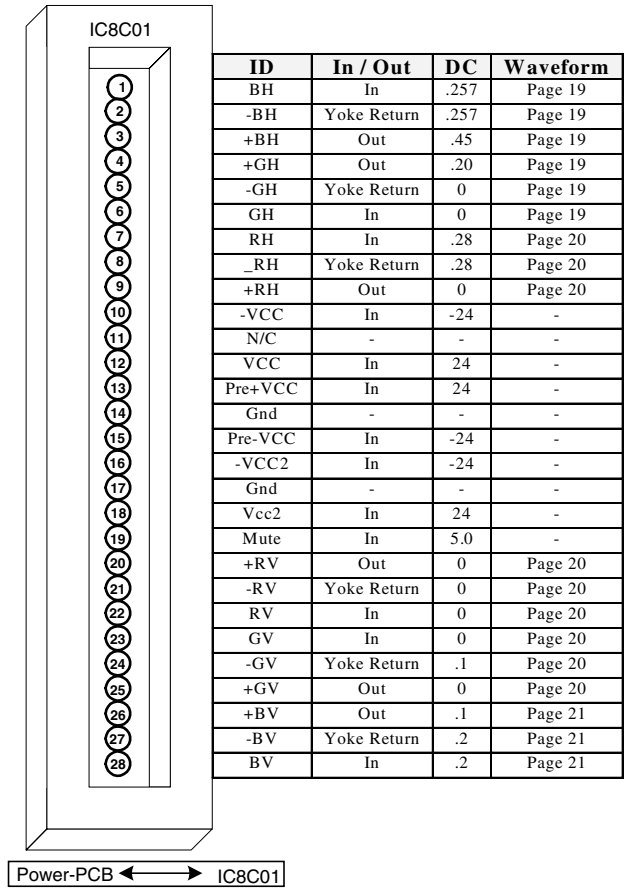 IC8C01
ID In / Out DC Waveform
1 BH In .257 Page 19
2 -BH Yoke Return .257 Page 19
3 +BH Out .45 Page 19
4 +GH Out .20 Page 19
5 -GH Yoke Return 0 Page 19
6 GH In 0 Page 19
7 RH In .28 Page 20
8 _RH Yoke Return .28 Page 20
9 +RH Out 0 Page 20
10 -VCC In -24 -
11 N/C - - -
12 VCC In 24 -
13 Pre+VCC In 24 -
14 Gnd - - -
15 Pre-VCC In -24 -
16 -VCC2 In -24 -
17 Gnd - - -
18 Vcc2 In 24 -
19 Mute In 5.0 -
20 +RV Out 0 Page 20
21 -RV Yoke Return 0 Page 20
22 RV In 0 Page 20
23 GV In 0 Page 20
24 -GV Yoke Return .1 Page 20
25 +GV Out 0 Page 20
26 +BV Out .1 Page 21
27 -BV Yoke Return .2 Page 21
28 BV In .2 Page 21
Power-PCB IC8C01